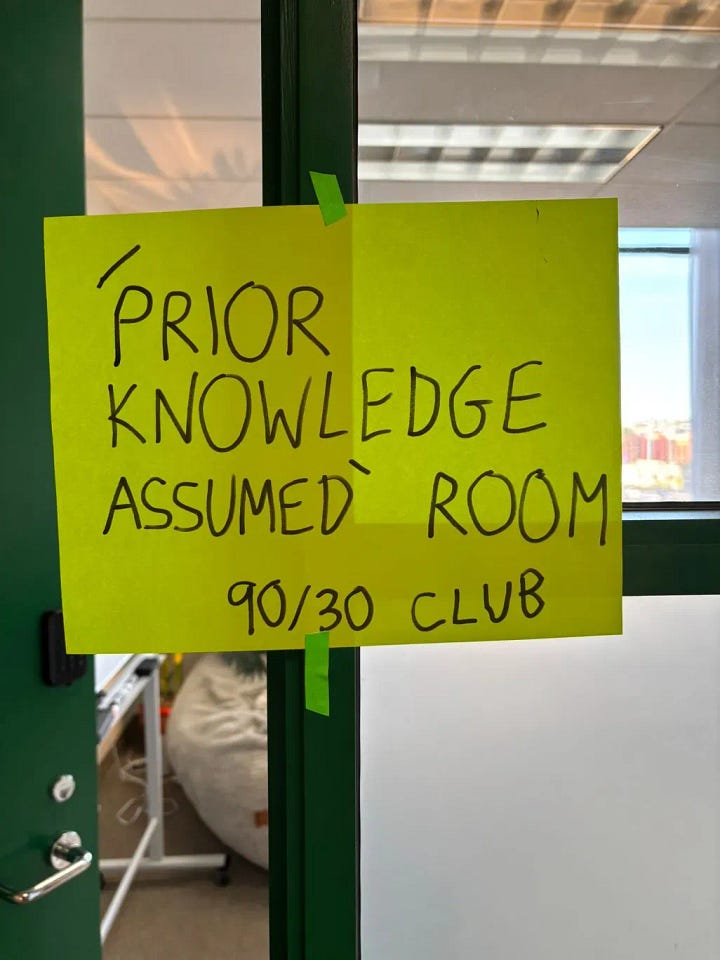 'PRIOR
KNOWLEDGE
ASSUMED' ROOM
90/30 CLUB